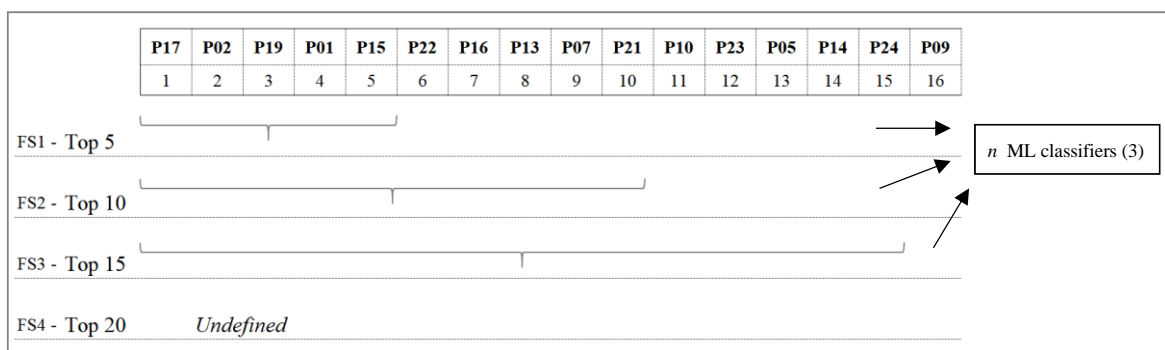 P17 P02 P19 P01 P15 P22 P16 P13 P07 P21 P10 P23 P05 P14 P24 P09
1 2 3 4 5 6 7 8 9 10 11 12 13 14 15 16
FS1 - Top 5
n ML classifiers (3)
FS2 - Top 10
FS3 - Top 15
FS4 - Top 20 Undefined